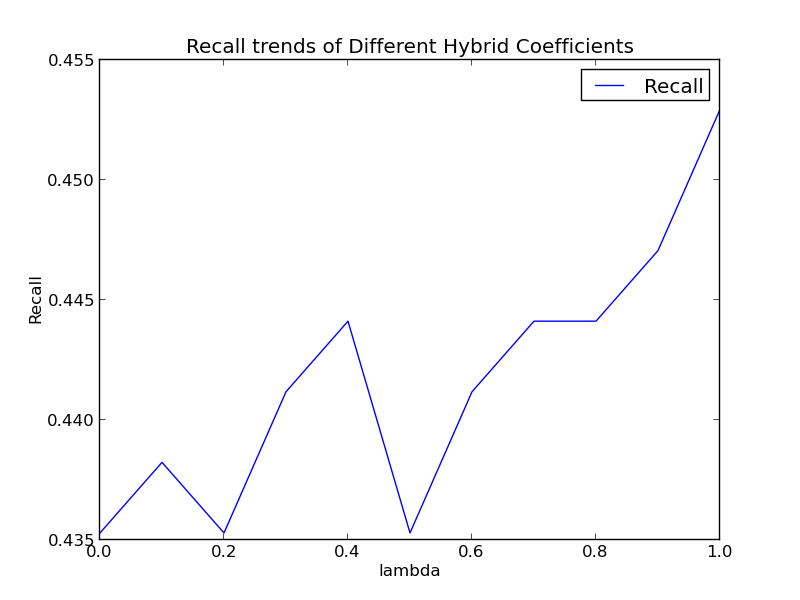 Recall trends of Different Hybrid Coefficients
Recall
0.455
0.450
0.445
0.440
0.435
Recall
0.0 0.2 0.4 0.6 0.8 1.0
lambda